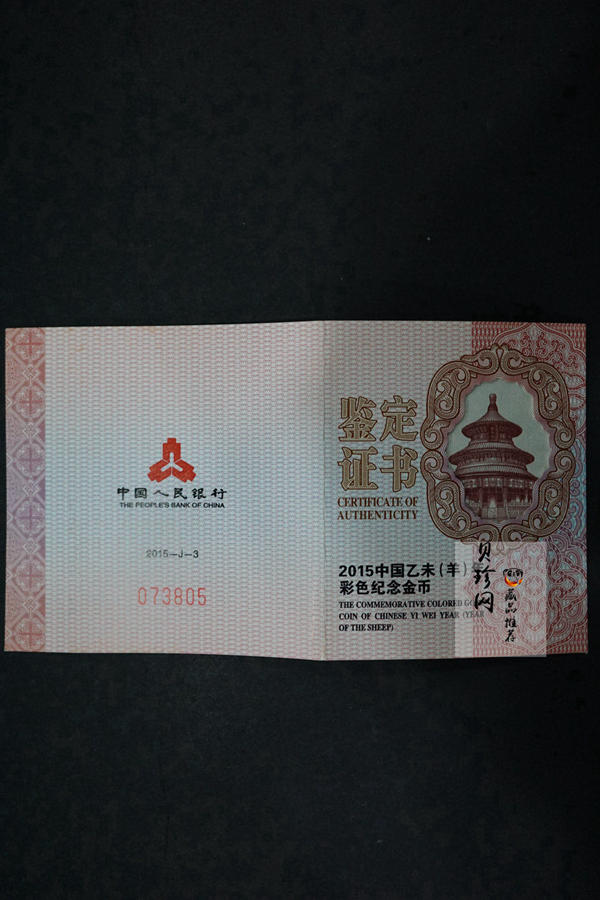 中国人民银行
THE PEOPLE'S BANK OF CHINA
2015—J—3
073805
鉴定
证书
CERTIFICATE OF
AUTHENTICITY
2015中国乙未(羊)年
彩色纪念金币
THE COMMEMORATIVE COLORED GOLD
COIN OF CHINESE YI WEI YEAR (YEAR
OF THE SHEEP)
贝珍网
藏品推荐